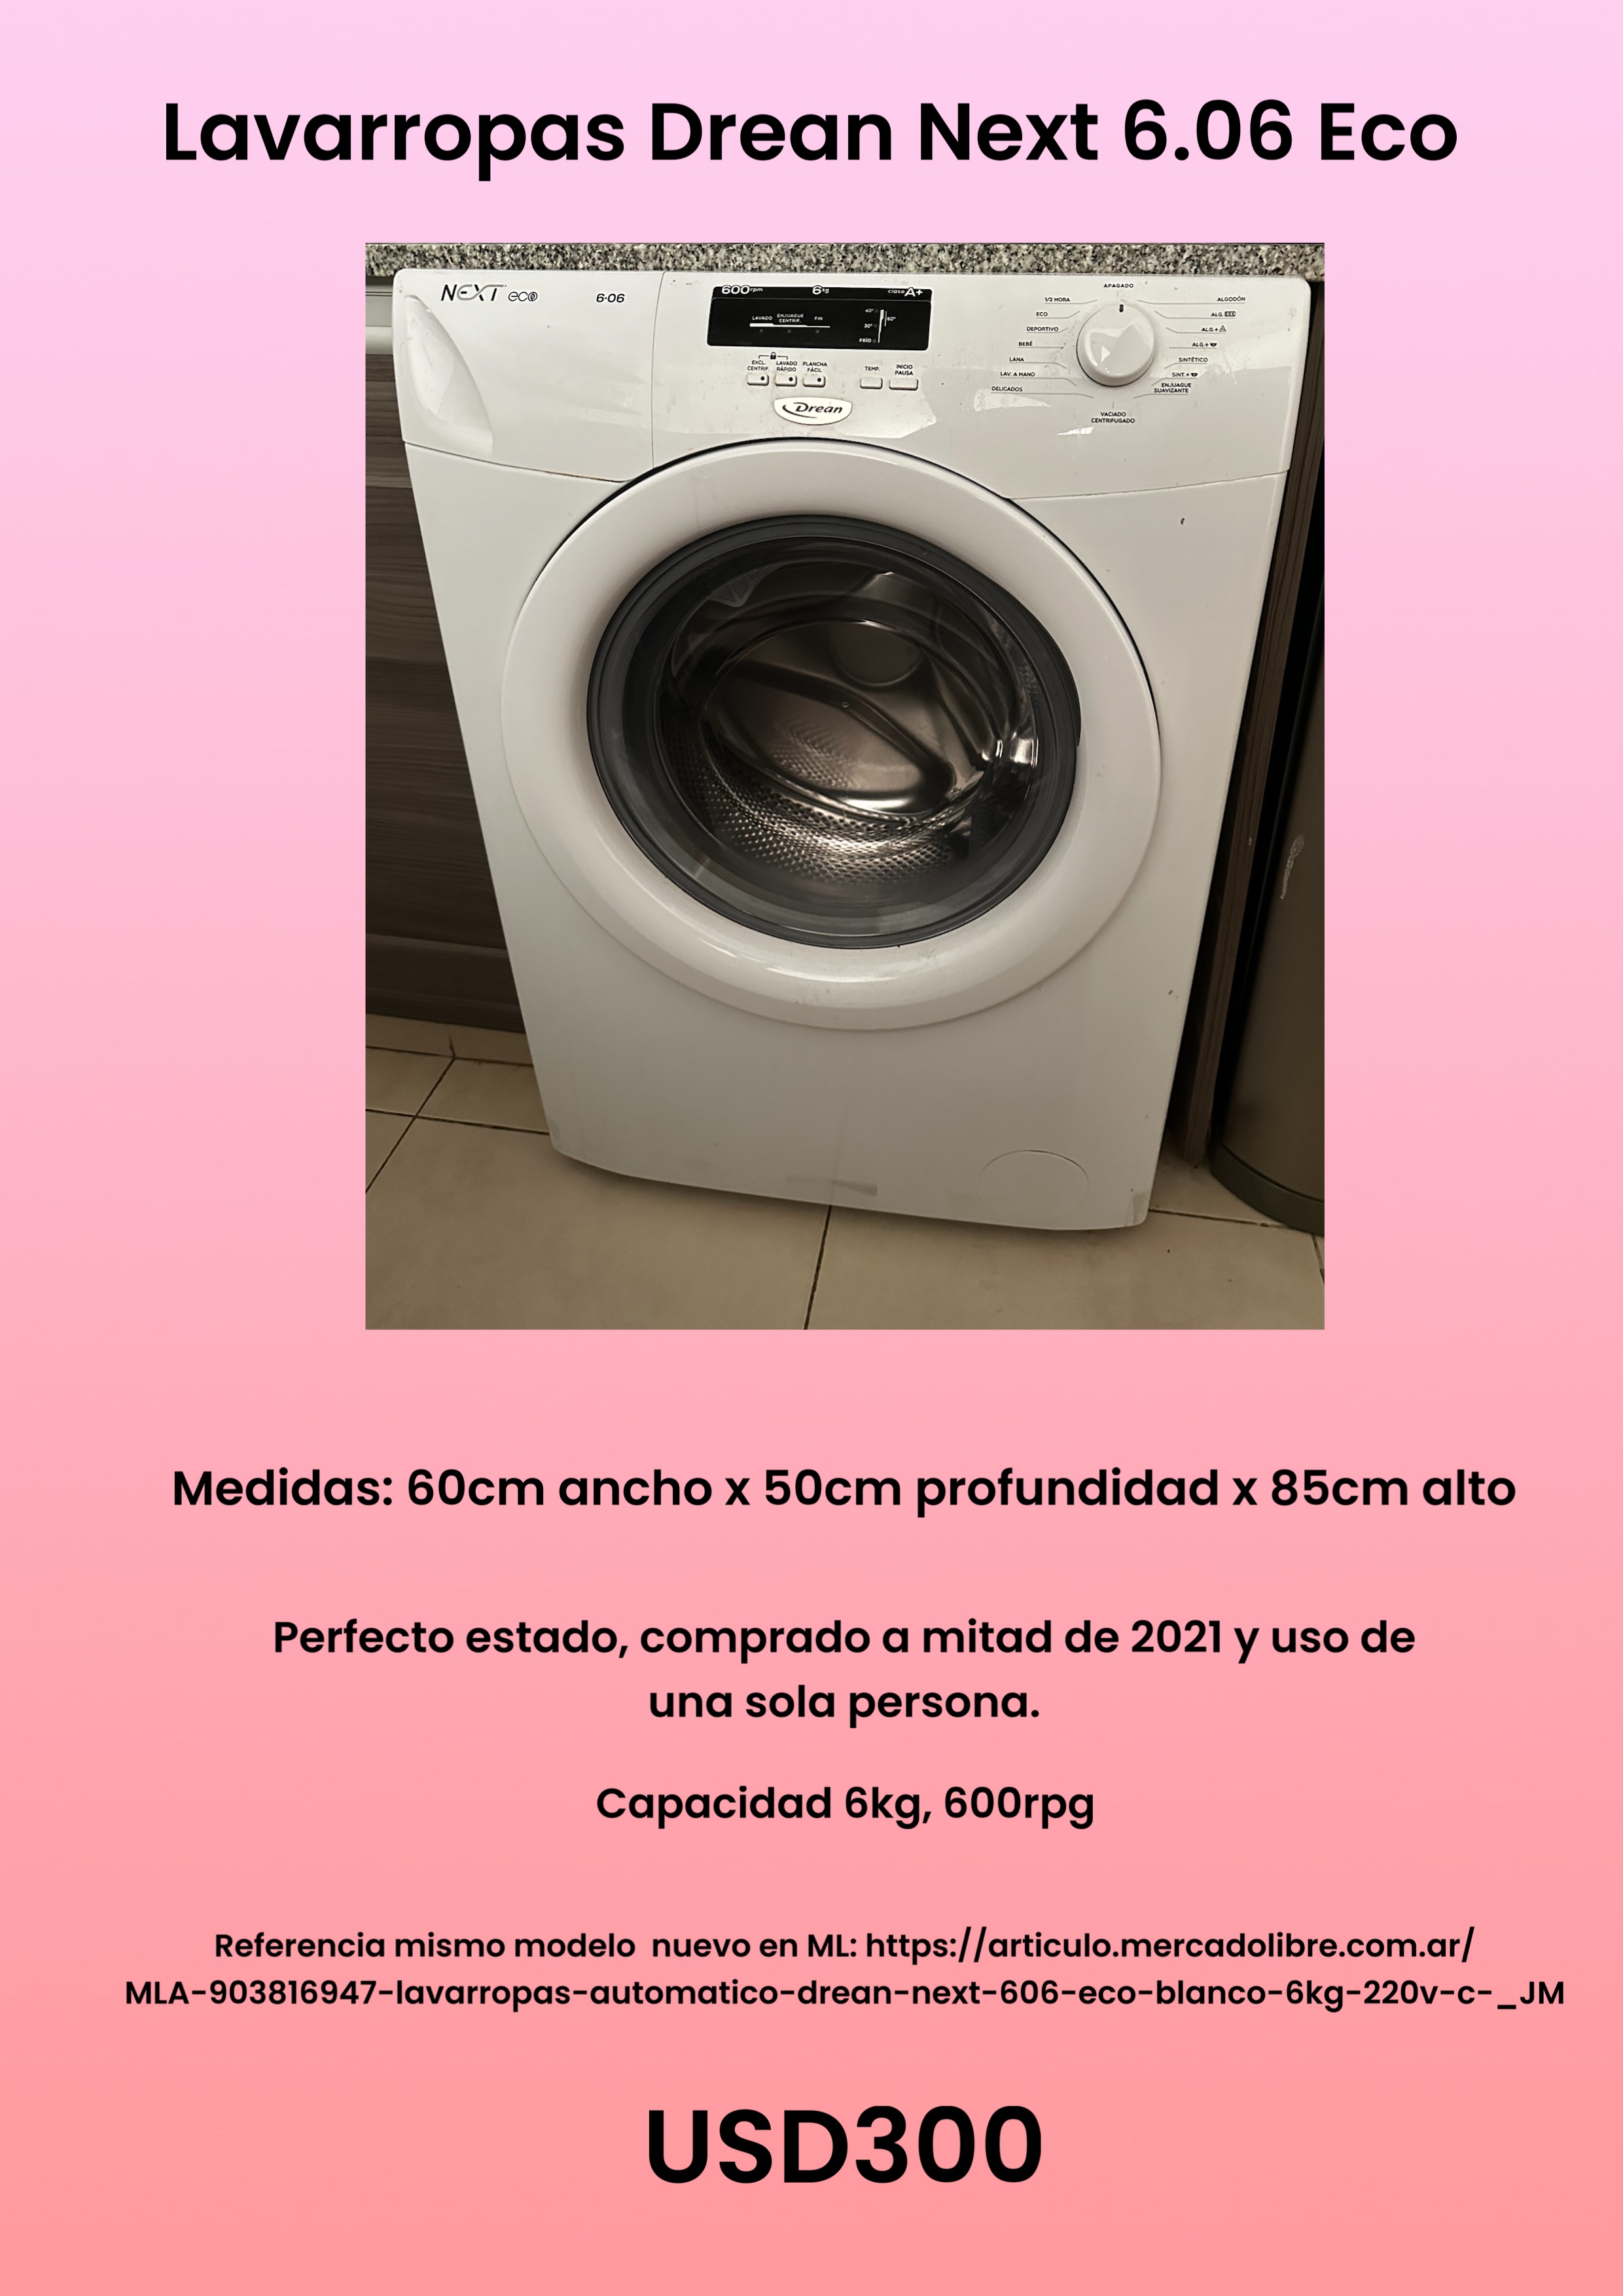 Lavarropas Drean Next 6.06 Eco
NEXT eco 6·06
600rpm 6kg clase A+
LAVADO ENJUAGUE CENTRIF. FIN
40° 60° 30° FRÍO
EXCL. CENTRIF. LAVADO RÁPIDO PLANCHA FÁCIL TEMP. INICIO PAUSA
Drean
APAGADO
1/2 HORA
ECO
DEPORTIVO
BEBÉ
LANA
LAV. A MANO
DELICADOS
ALGODÓN
ALG.
ALG.+
ALG.+
SINTÉTICO
SINT.+
ENJUAGUE SUAVIZANTE
VACIADO
CENTRIFUGADO
Medidas: 60cm ancho x 50cm profundidad x 85cm alto
Perfecto estado, comprado a mitad de 2021 y uso de
una sola persona.
Capacidad 6kg, 600rpg
Referencia mismo modelo  nuevo en ML: https://articulo.mercadolibre.com.ar/
MLA-903816947-lavarropas-automatico-drean-next-606-eco-blanco-6kg-220v-c-_JM
USD300